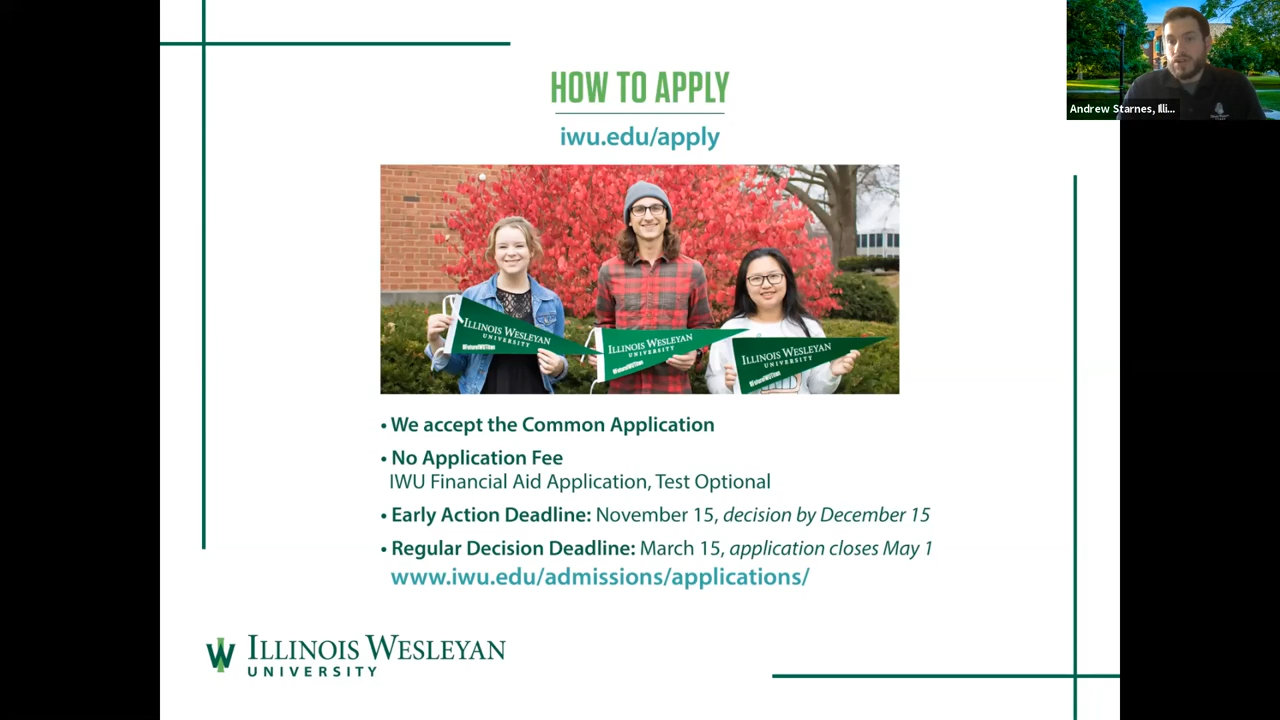 HOW TO APPLY
iwu.edu/apply
Andrew Starnes, Illi...
ILLINOIS WESLEYAN
UNIVERSITY
#FutureIWUTitan
ILLINOIS WESLEYAN
UNIVERSITY
#FutureIWUTitan
ILLINOIS WESLEYAN
UNIVERSITY
#FutureIWUTitan
• We accept the Common Application
• No Application Fee
IWU Financial Aid Application, Test Optional
• Early Action Deadline: November 15, decision by December 15
• Regular Decision Deadline: March 15, application closes May 1
www.iwu.edu/admissions/applications/
W ILLINOIS WESLEYAN
UNIVERSITY